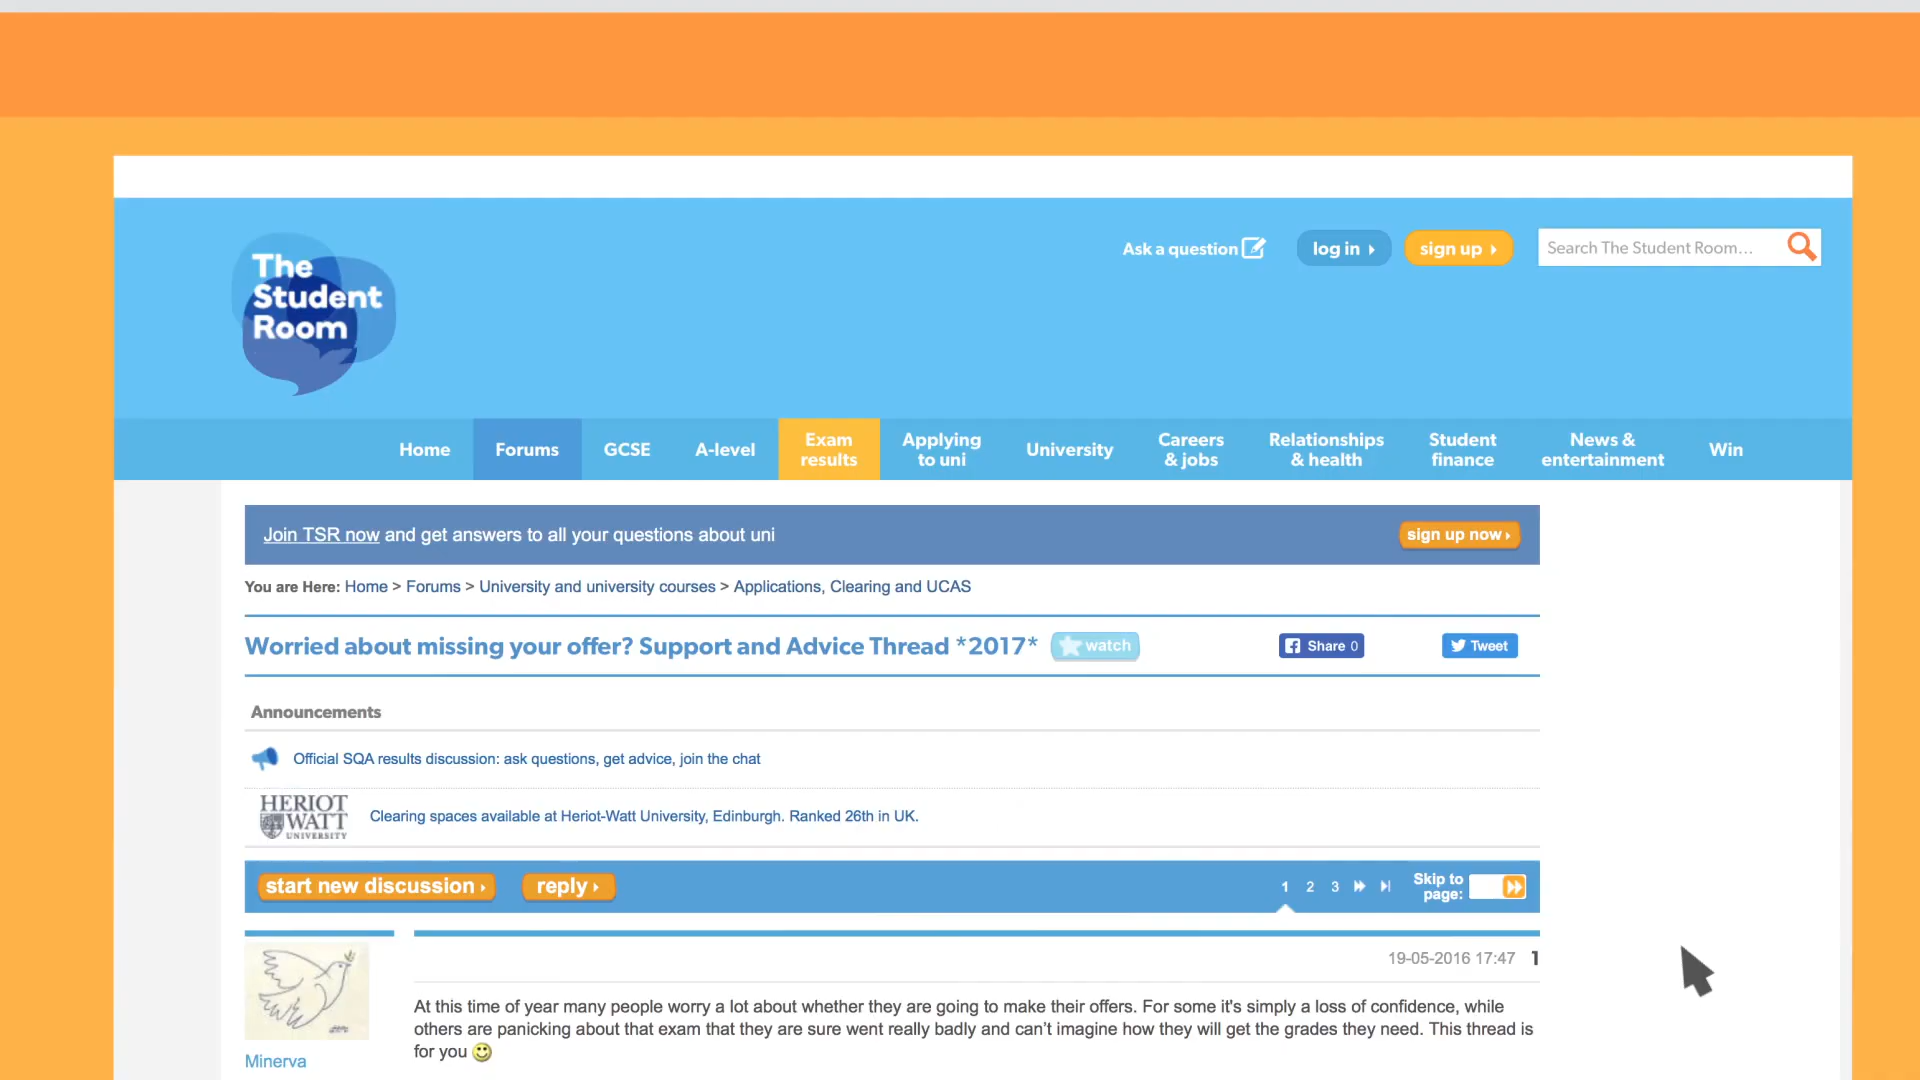 The
Student
Room
Ask a question
log in
sign up
Search The Student Room...
Home
Forums
GCSE
A-level
Exam
results
Applying
to uni
University
Careers
& jobs
Relationships
& health
Student
finance
News &
entertainment
Win
Join TSR now and get answers to all your questions about uni
sign up now
You are Here: Home > Forums > University and university courses > Applications, Clearing and UCAS
Worried about missing your offer? Support and Advice Thread *2017*
watch
Share 0
Tweet
Announcements
Official SQA results discussion: ask questions, get advice, join the chat
HERIOT
WATT
UNIVERSITY
Clearing spaces available at Heriot-Watt University, Edinburgh. Ranked 26th in UK.
start new discussion
reply
1 2 3
Skip to
page:
19-05-2016 17:47 1
At this time of year many people worry a lot about whether they are going to make their offers. For some it's simply a loss of confidence, while
others are panicking about that exam that they are sure went really badly and can't imagine how they will get the grades they need. This thread is
for you
Minerva